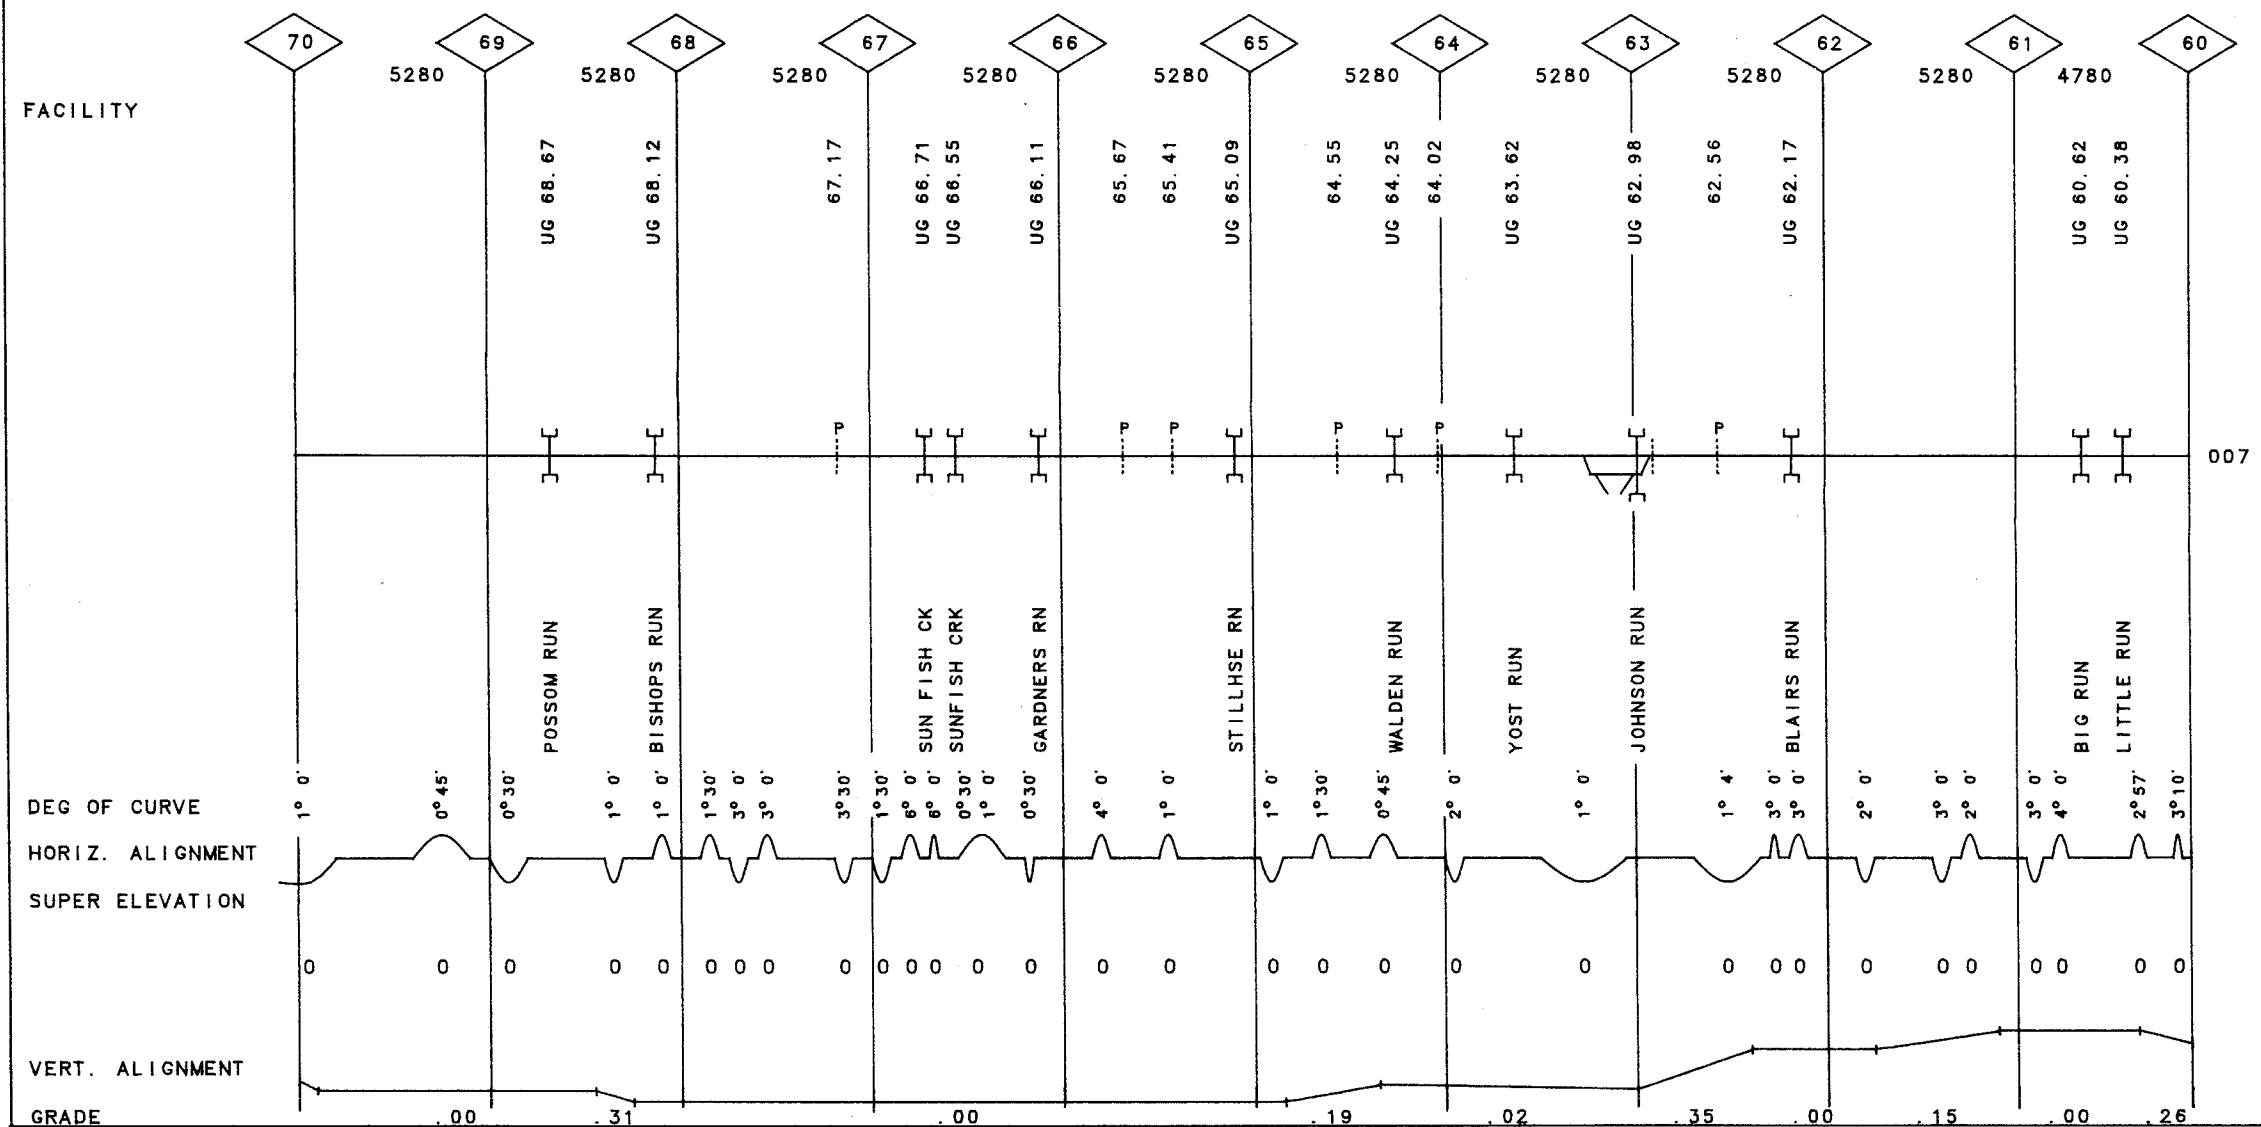 70 69 68 67 66 65 64 63 62 61 60
5280 5280 5280 5280 5280 5280 5280 5280 5280 4780
FACILITY
UG 68.67
UG 68.12
67.17
UG 66.71
UG 66.55
UG 66.11
65.67
65.41
UG 65.09
64.55
UG 64.25
64.02
UG 63.62
UG 62.98
62.56
UG 62.17
UG 60.62
UG 60.38
P P P P P P
007
POSSOM RUN
BISHOPS RUN
SUN FISH CK
SUNFISH CRK
GARDNERS RN
STILLHSE RN
WALDEN RUN
YOST RUN
JOHNSON RUN
BLAIRS RUN
BIG RUN
LITTLE RUN
DEG OF CURVE
1° 0' 0°45' 0°30' 1° 0' 1° 0' 1°30' 3° 0' 3° 0' 3°30' 1°30' 6° 0' 6° 0' 0°30' 1° 0' 0°30' 4° 0' 1° 0' 1° 0' 1°30' 0°45' 2° 0' 1° 0' 1° 4' 3° 0' 3° 0' 2° 0' 3° 0' 2° 0' 3° 0' 4° 0' 2°57' 3°10'
HORIZ. ALIGNMENT
SUPER ELEVATION
0 0 0 0 0 0 0 0 0 0 0 0 0 0 0 0 0 0 0 0 0 0 0 0 0 0 0 0 0 0 0
VERT. ALIGNMENT
GRADE .00 .31 .00 .19 .02 .35 .00 .15 .00 .26